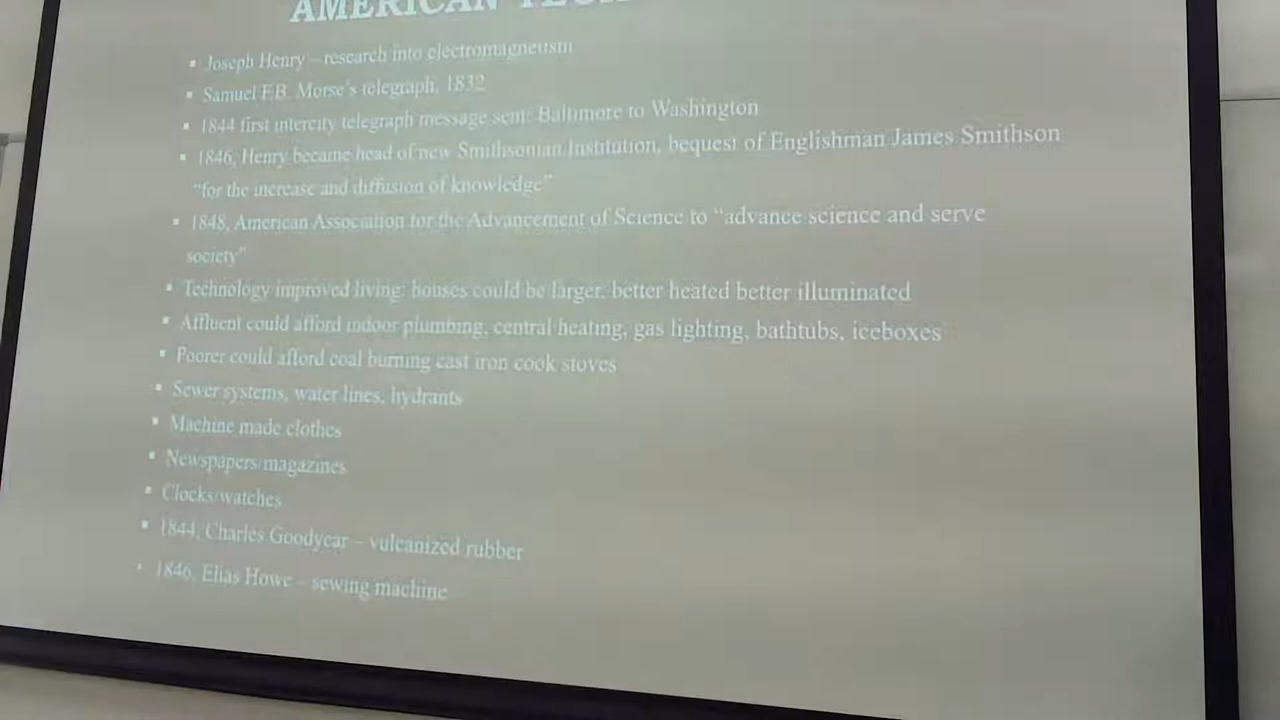 AMERICAN
▪ Joseph Henry – research into electromagnetism
▪ Samuel F.B. Morse's telegraph, 1832
▪ 1844 first intercity telegraph message sent: Baltimore to Washington
▪ 1846, Henry became head of new Smithsonian Institution, bequest of Englishman James Smithson
"for the increase and diffusion of knowledge"
▪ 1848, American Association for the Advancement of Science to "advance science and serve
society"
▪ Technology improved living: houses could be larger, better heated better illuminated
▪ Affluent could afford indoor plumbing, central heating, gas lighting, bathtubs, iceboxes
▪ Poorer could afford coal burning cast iron cook stoves
▪ Sewer systems, water lines, hydrants
▪ Machine made clothes
▪ Newspapers/magazines
▪ Clocks/watches
▪ 1844, Charles Goodyear – vulcanized rubber
▪ 1846, Elias Howe – sewing machine